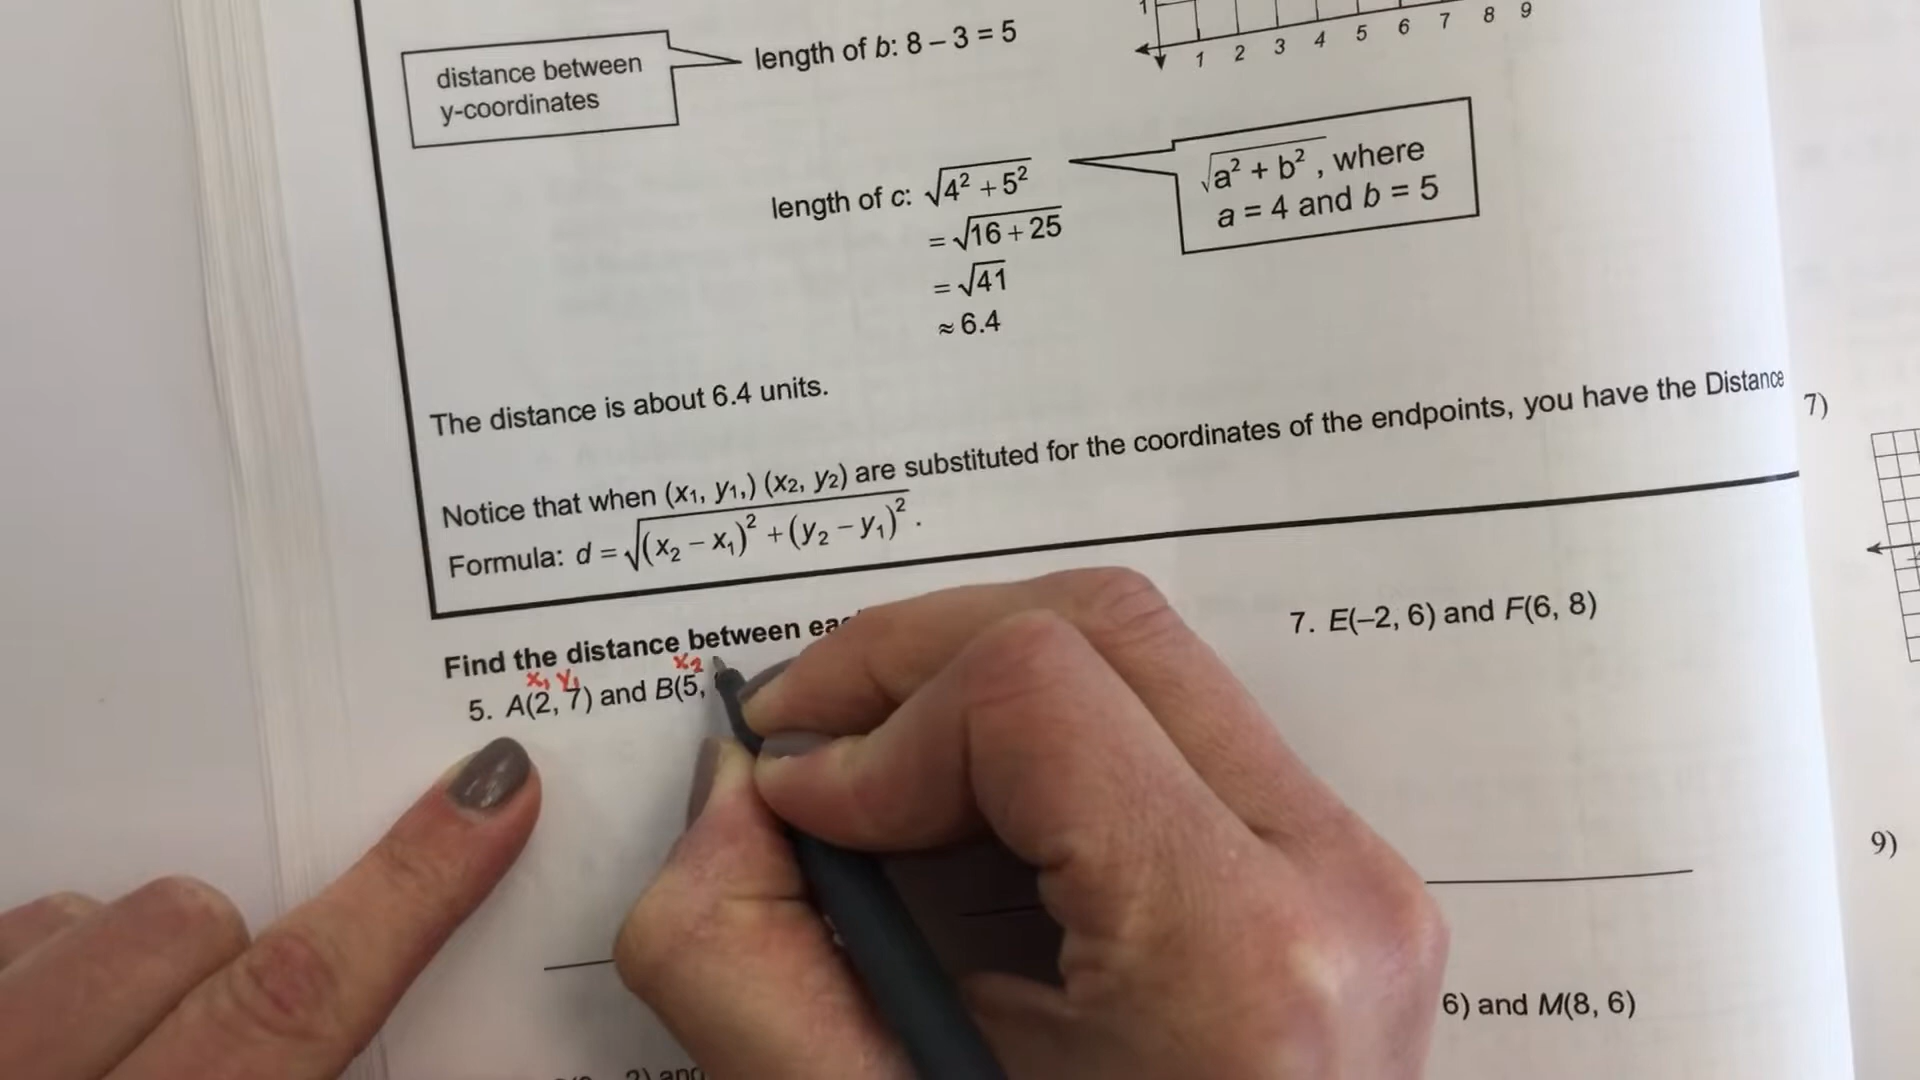 1
1 2 3 4 5 6 7 8 9
distance between
y-coordinates
length of b: 8 – 3 = 5
√a² + b² , where
a = 4 and b = 5
length of c: √4² + 5²
= √16 + 25
= √41
≈ 6.4
The distance is about 6.4 units.
Notice that when (x₁, y₁,) (x₂, y₂) are substituted for the coordinates of the endpoints, you have the Distance
Formula: d = √(x₂ – x₁)² + (y₂ – y₁)² .
Find the distance between
x₁ y₁ x₂
5. A(2, 7) and B(5,
7. E(–2, 6) and F(6, 8)
6) and M(8, 6)
2) and
7)
9)